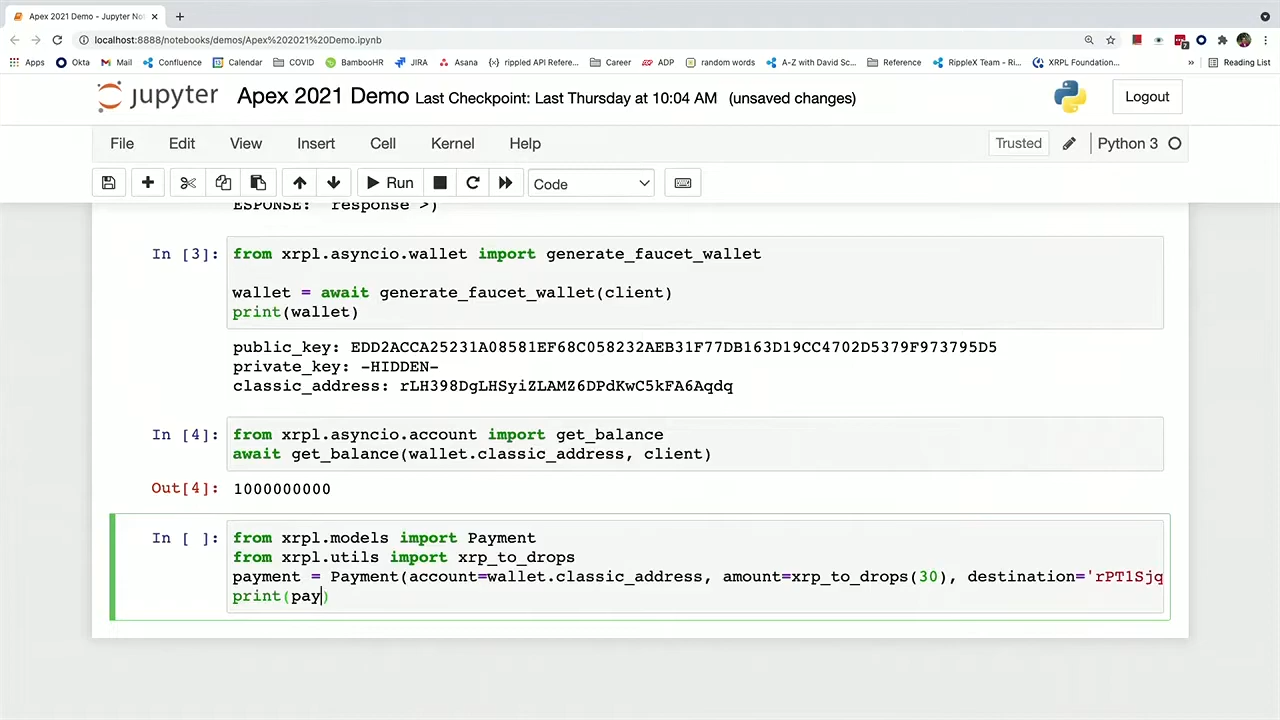 Apex 2021 Demo - Jupyter No
localhost:8888/notebooks/demos/Apex%202021%20Demo.ipynb
Apps Okta Mail Confluence Calendar COVID BambooHR JIRA Asana {x} rippled API Refere... Career ADP random words A-Z with David Sc... Reference RippleX Team - Ri... XRPL Foundation... » Reading List
jupyter Apex 2021 Demo Last Checkpoint: Last Thursday at 10:04 AM (unsaved changes) Logout
File Edit View Insert Cell Kernel Help Trusted Python 3
Run Code
ESPONSE: 'response'>)
In [3]: from xrpl.asyncio.wallet import generate_faucet_wallet
wallet = await generate_faucet_wallet(client)
print(wallet)
public_key: EDD2ACCA25231A08581EF68C058232AEB31F77DB163D19CC4702D5379F973795D5
private_key: -HIDDEN-
classic_address: rLH398DgLHSyiZLAMZ6DPdKwC5kFA6Aqdq
In [4]: from xrpl.asyncio.account import get_balance
await get_balance(wallet.classic_address, client)
Out[4]: 1000000000
In [ ]: from xrpl.models import Payment
from xrpl.utils import xrp_to_drops
payment = Payment(account=wallet.classic_address, amount=xrp_to_drops(30), destination='rPT1Sjq
print(pay)